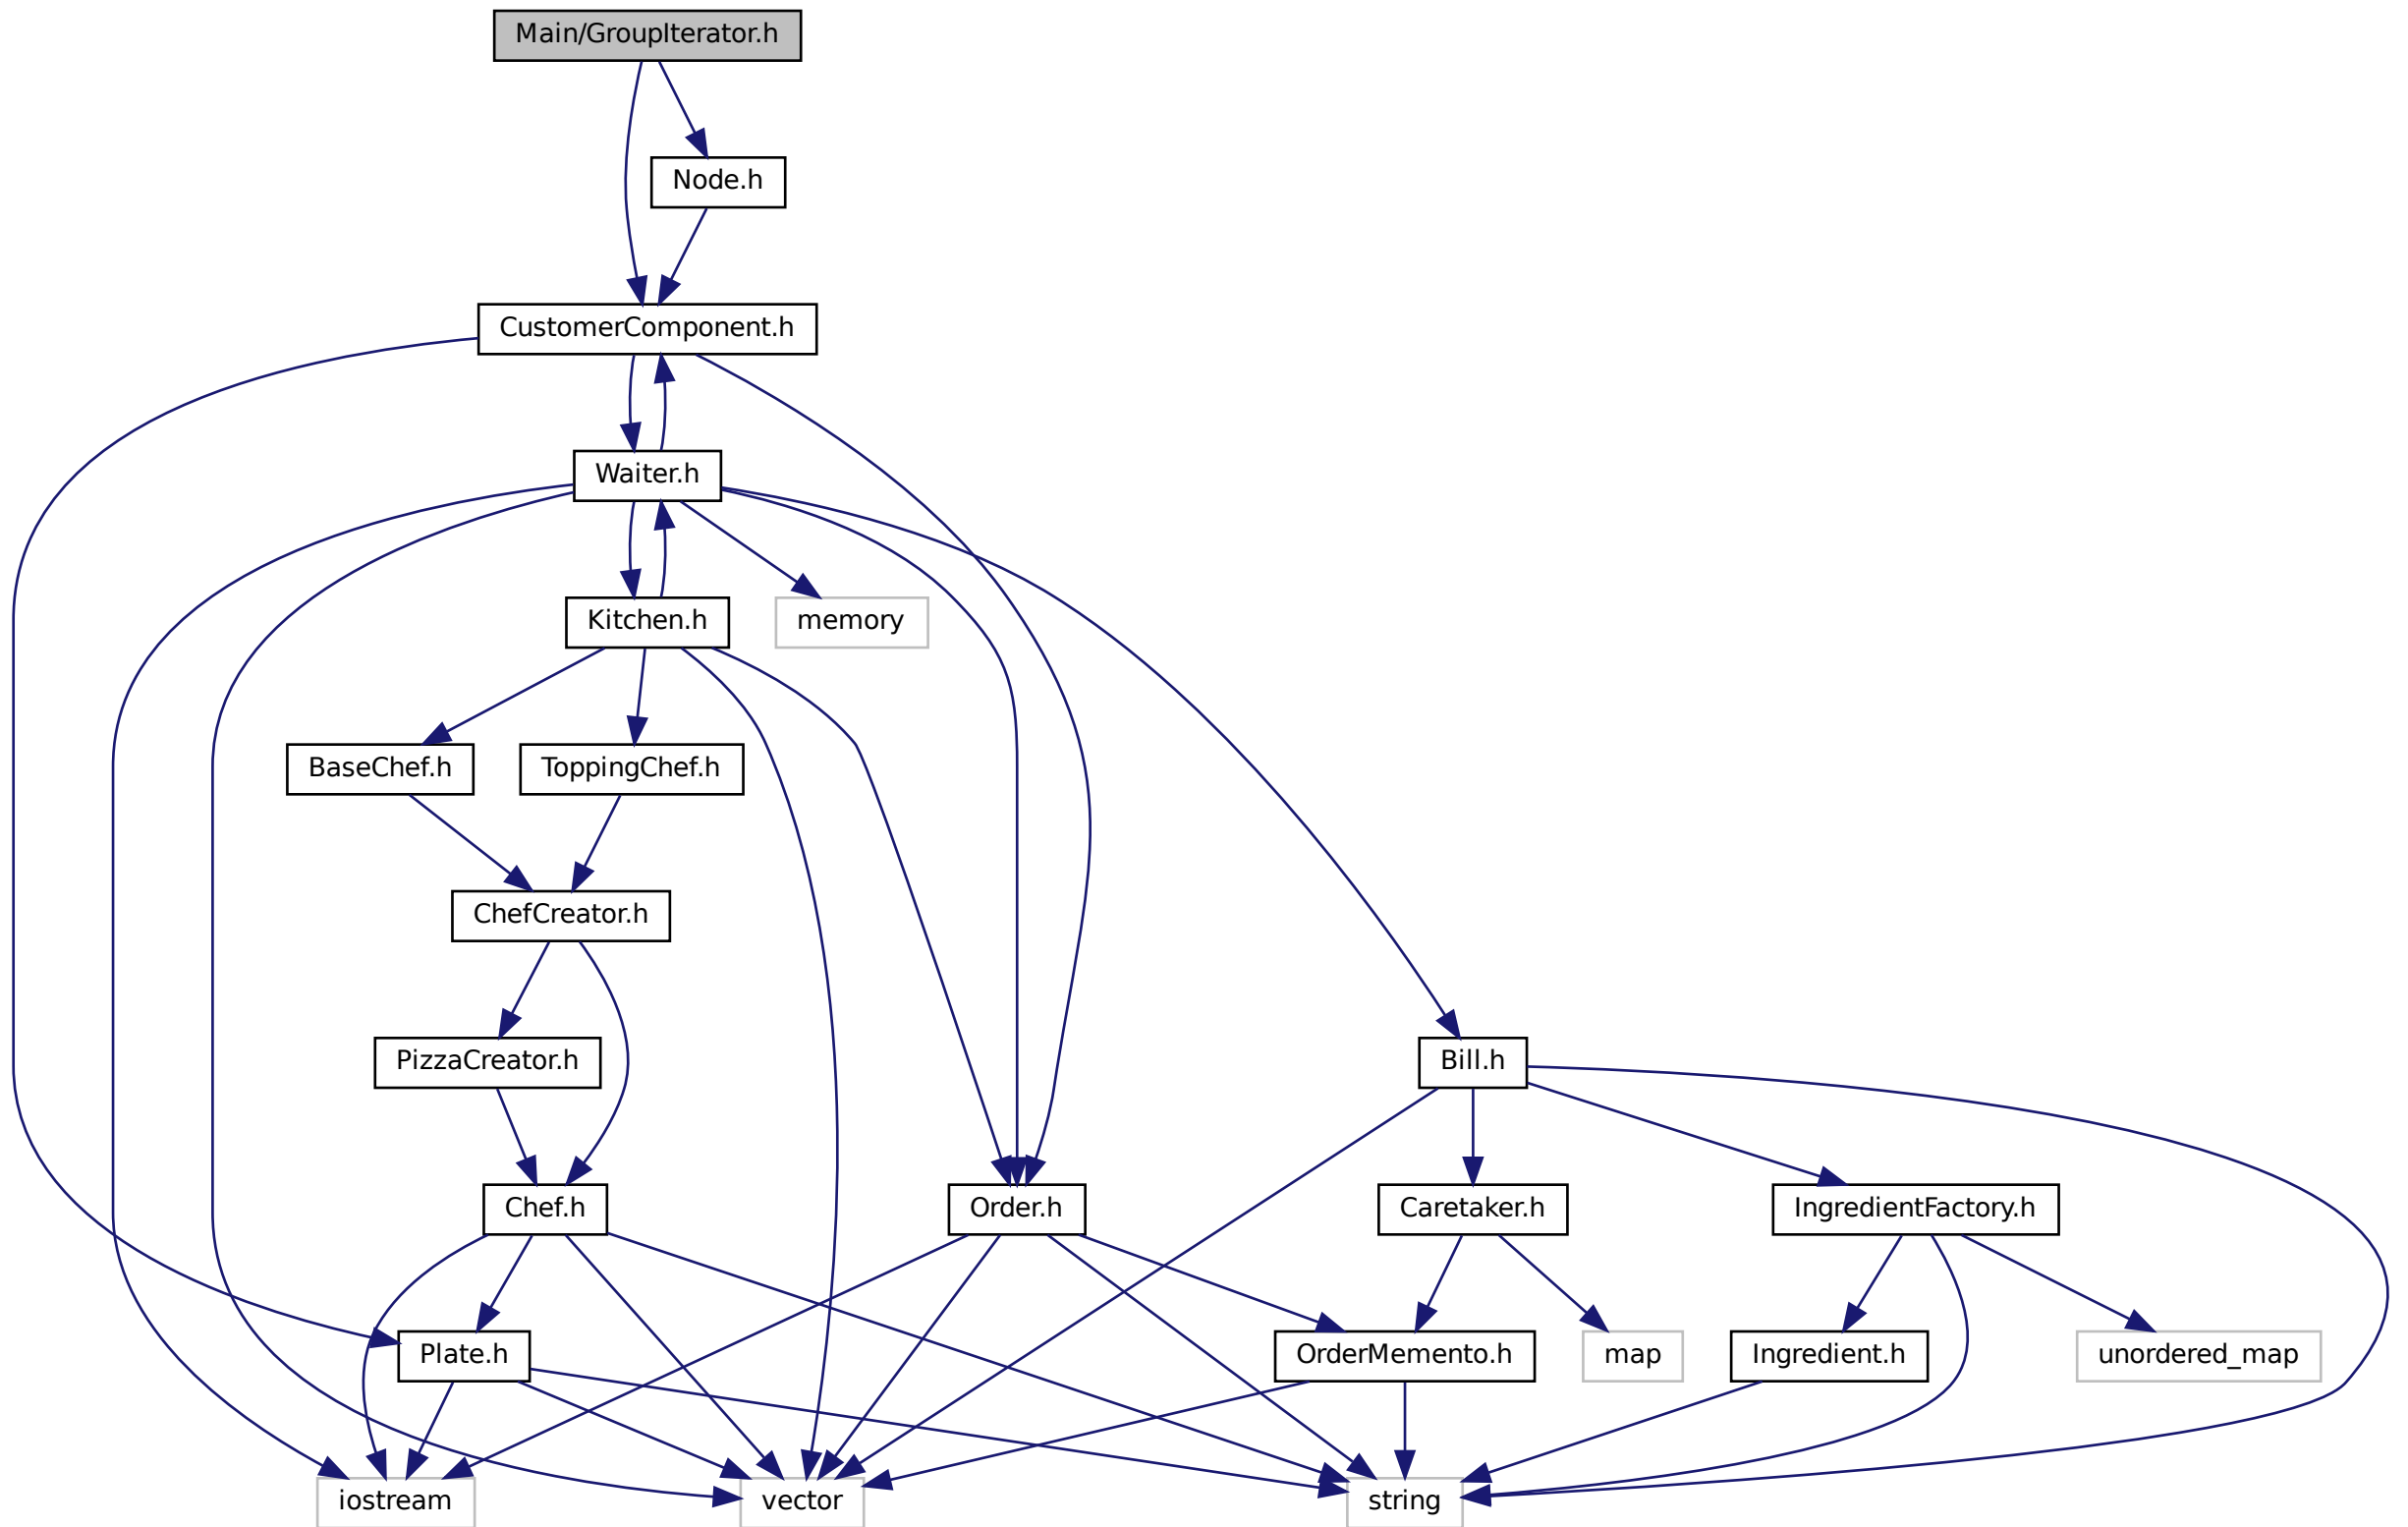 Main/GroupIterator.h
Node.h
CustomerComponent.h
Waiter.h
Kitchen.h
memory
BaseChef.h
ToppingChef.h
ChefCreator.h
PizzaCreator.h
Bill.h
Chef.h
Order.h
Caretaker.h
IngredientFactory.h
Plate.h
OrderMemento.h
map
Ingredient.h
unordered_map
iostream
vector
string